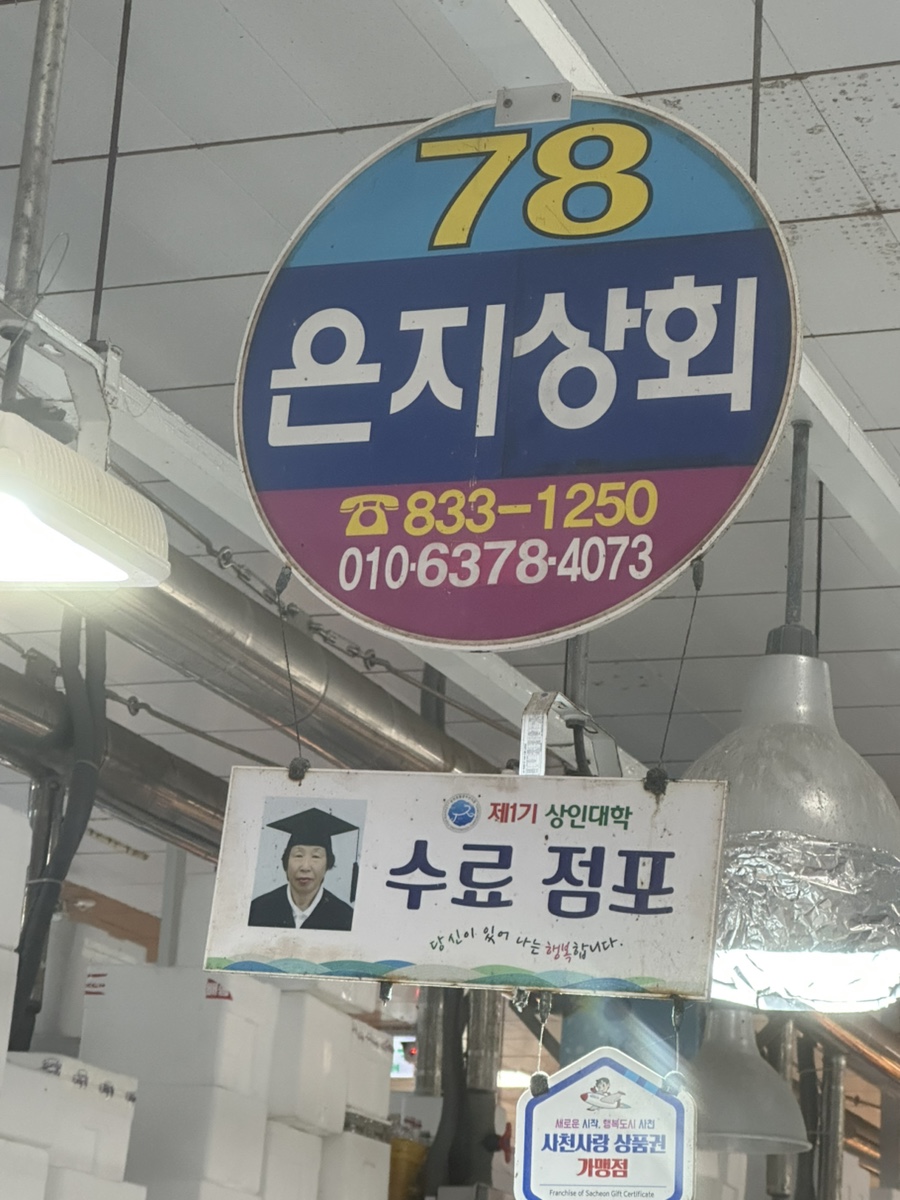 78
은지상회
☎833-1250
010·6378·4073
제1기 상인대학
수료 점포
당신이 있어 나는 행복합니다.
새로운 시작, 행복도시 사천
사천사랑 상품권
가맹점
Franchise of Sacheon Gift Certificate